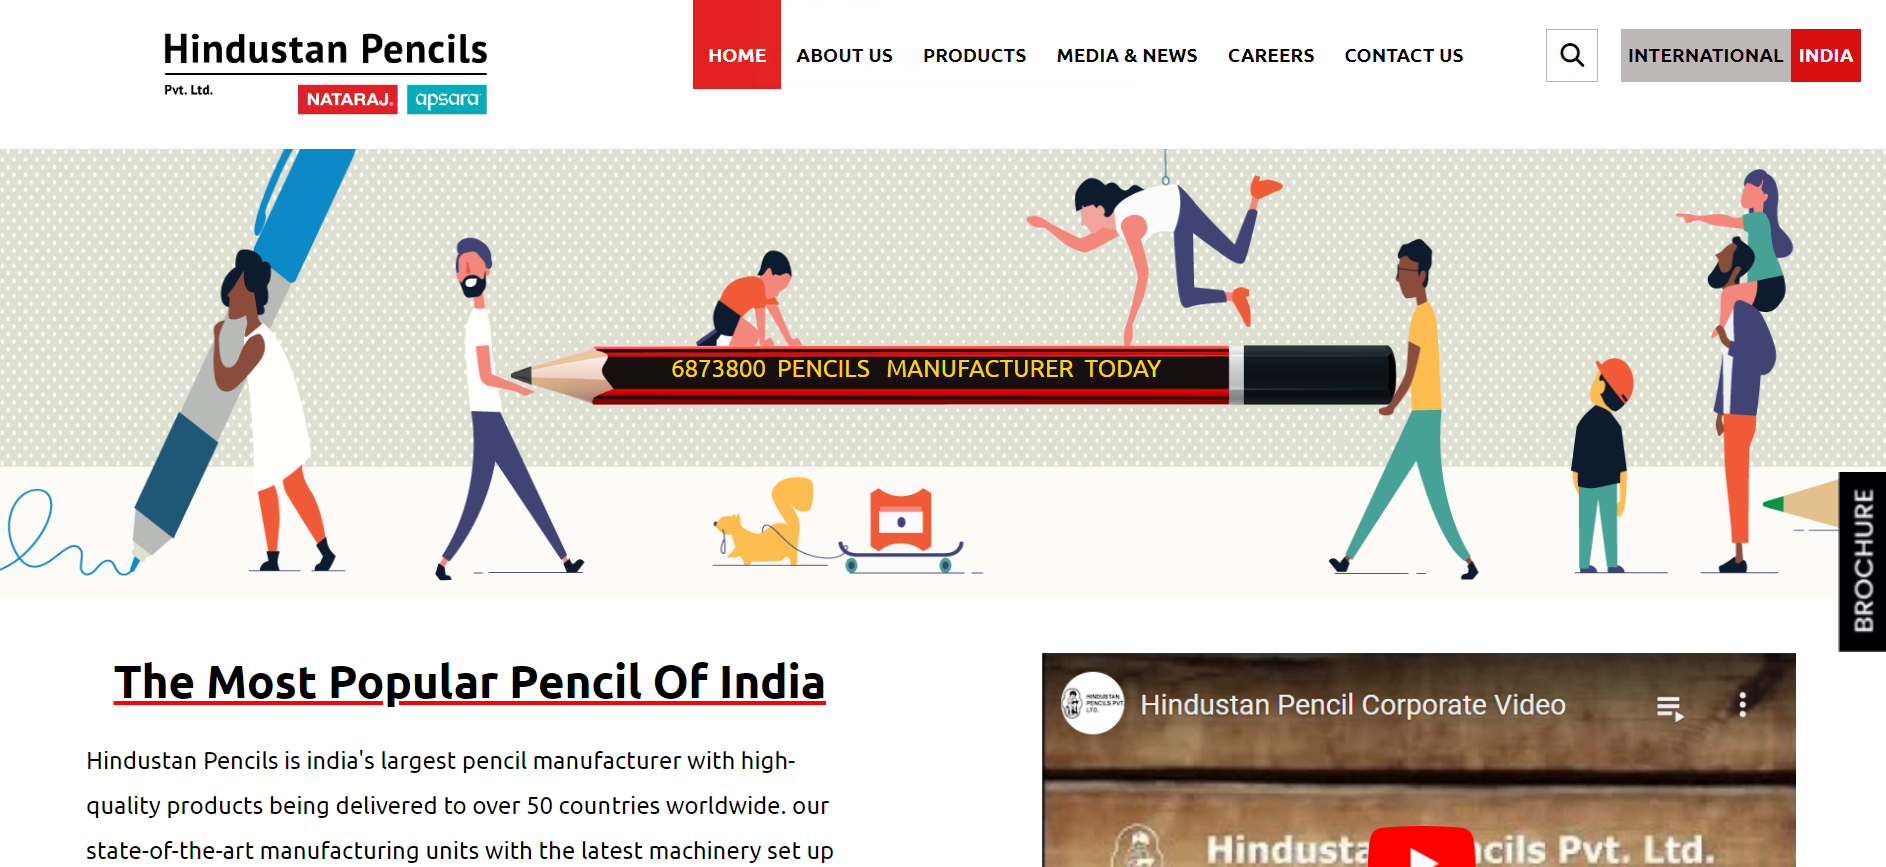 Hindustan Pencils
Pvt. Ltd.
NATARAJ. apsara
HOME ABOUT US PRODUCTS MEDIA & NEWS CAREERS CONTACT US
INTERNATIONAL INDIA
6873800 PENCILS MANUFACTURER TODAY
BROCHURE
The Most Popular Pencil Of India
Hindustan Pencils is india's largest pencil manufacturer with high-
quality products being delivered to over 50 countries worldwide. our
state-of-the-art manufacturing units with the latest machinery set up
HINDUSTAN
PENCILS PVT.
LTD.
Hindustan Pencil Corporate Video
Hindusta ncils Pvt. Ltd.